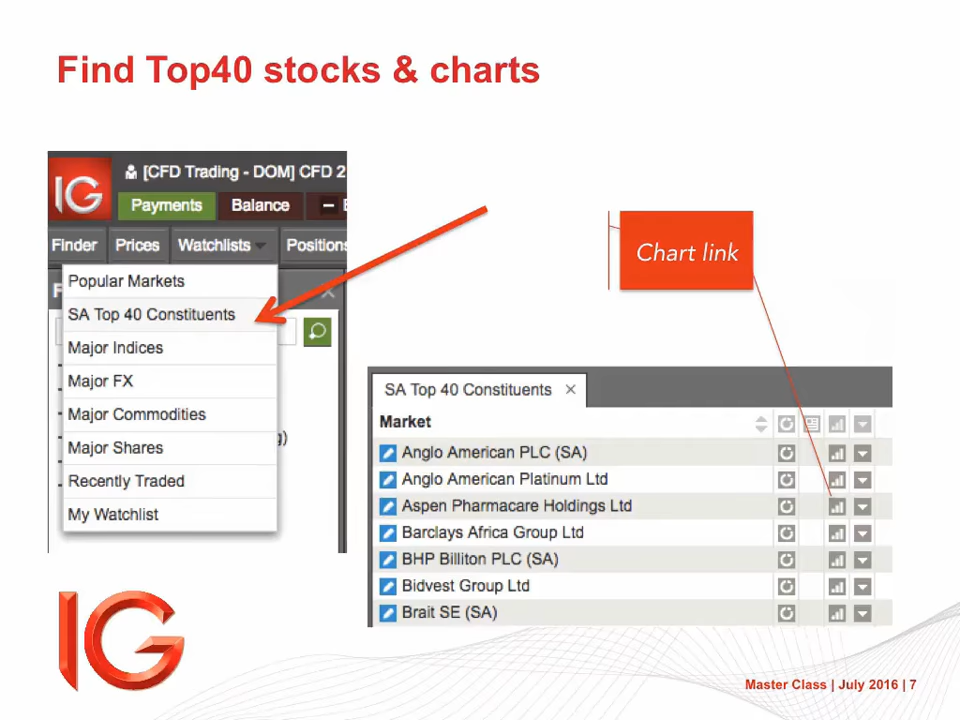 Find Top40 stocks & charts
IG
[CFD Trading - DOM] CFD 2
Payments
Balance
Finder
Prices
Watchlists
Positions
Popular Markets
SA Top 40 Constituents
Major Indices
Major FX
Major Commodities
Major Shares
Recently Traded
My Watchlist
Chart link
SA Top 40 Constituents
Market
Anglo American PLC (SA)
Anglo American Platinum Ltd
Aspen Pharmacare Holdings Ltd
Barclays Africa Group Ltd
BHP Billiton PLC (SA)
Bidvest Group Ltd
Brait SE (SA)
IG
Master Class | July 2016 | 7